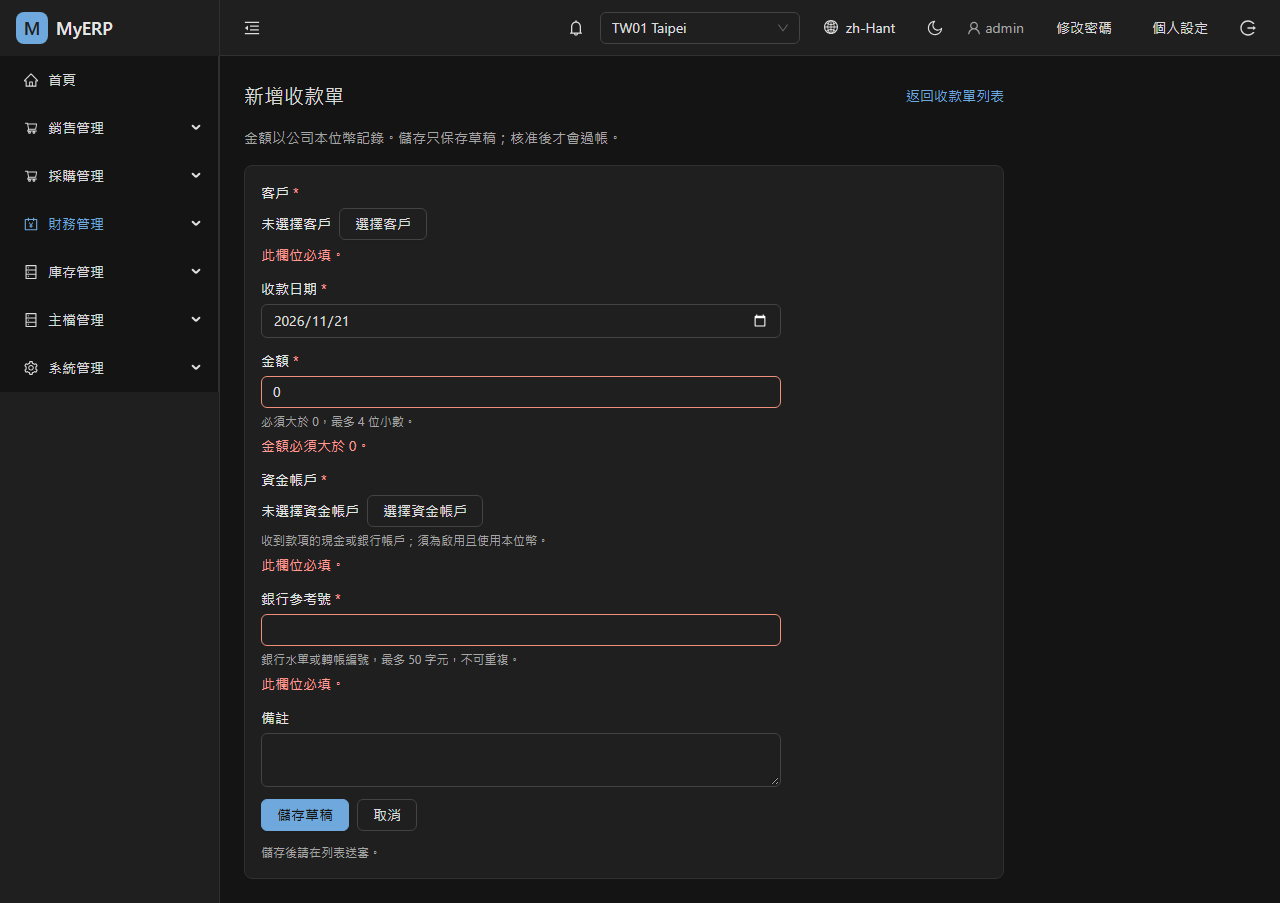 M MyERP
TW01 Taipei
zh-Hant
admin
修改密碼
個人設定
首頁
銷售管理
採購管理
財務管理
庫存管理
主檔管理
系統管理
新增收款單
返回收款單列表
金額以公司本位幣記錄。儲存只保存草稿；核准後才會過帳。
客戶 *
未選擇客戶 選擇客戶
此欄位必填。
收款日期 *
2026/11/21
金額 *
0
必須大於 0，最多 4 位小數。
金額必須大於 0。
資金帳戶 *
未選擇資金帳戶 選擇資金帳戶
收到款項的現金或銀行帳戶；須為啟用且使用本位幣。
此欄位必填。
銀行參考號 *
銀行水單或轉帳編號，最多 50 字元，不可重複。
此欄位必填。
備註
儲存草稿 取消
儲存後請在列表送審。